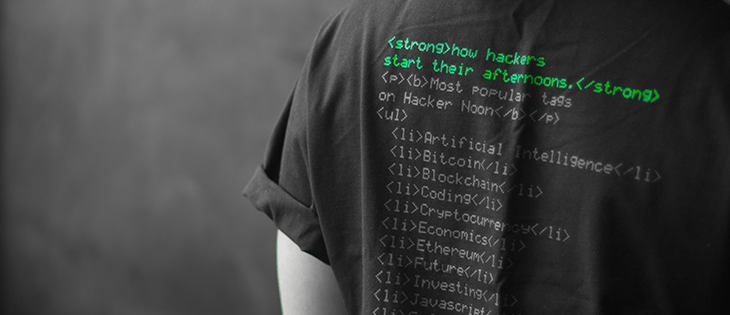 <strong>how hackers
start their afternoons.</strong>
<p><b>Most popular tags
on Hacker Noon</b></p>
<ul>
<li>Artificial Intelligence</li>
<li>Bitcoin</li>
<li>Blockchain</li>
<li>Coding</li>
<li>Cryptocurrency</li>
<li>Economics</li>
<li>Ethereum</li>
<li>Future</li>
<li>Investing</li>
<li>Javascript</